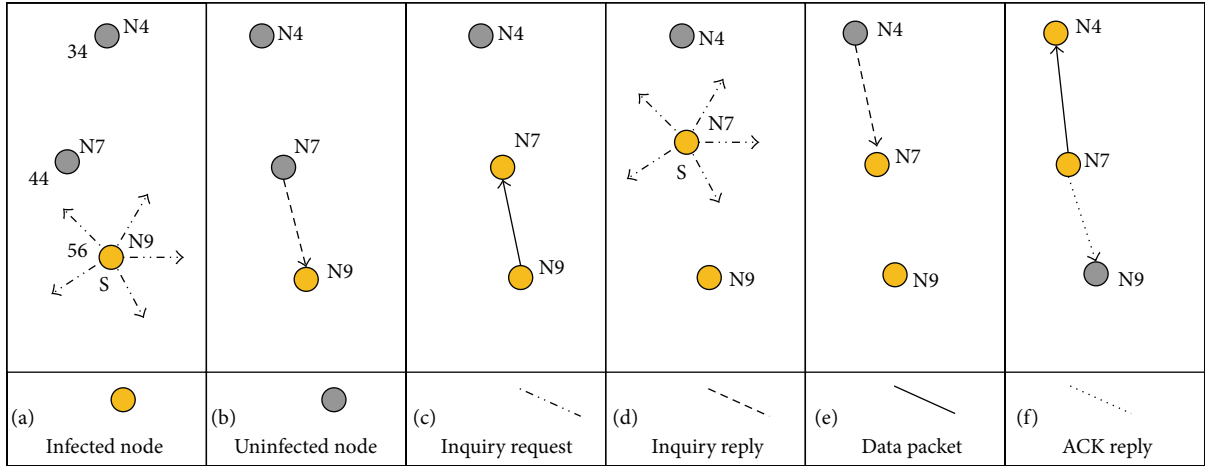 N4
34
N7
44
56
N9
S
N4
N7
N9
N4
N7
N9
N4
N7
S
N9
N4
N7
N9
N4
N7
N9
(a)
Infected node
(b)
Uninfected node
(c)
Inquiry request
(d)
Inquiry reply
(e)
Data packet
(f)
ACK reply